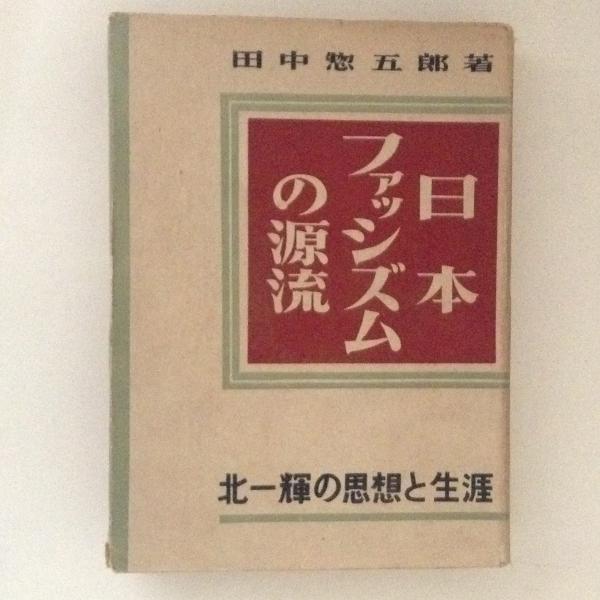 田中惣五郎著
日本
ファッシズム
の源流
北一輝の思想と生涯